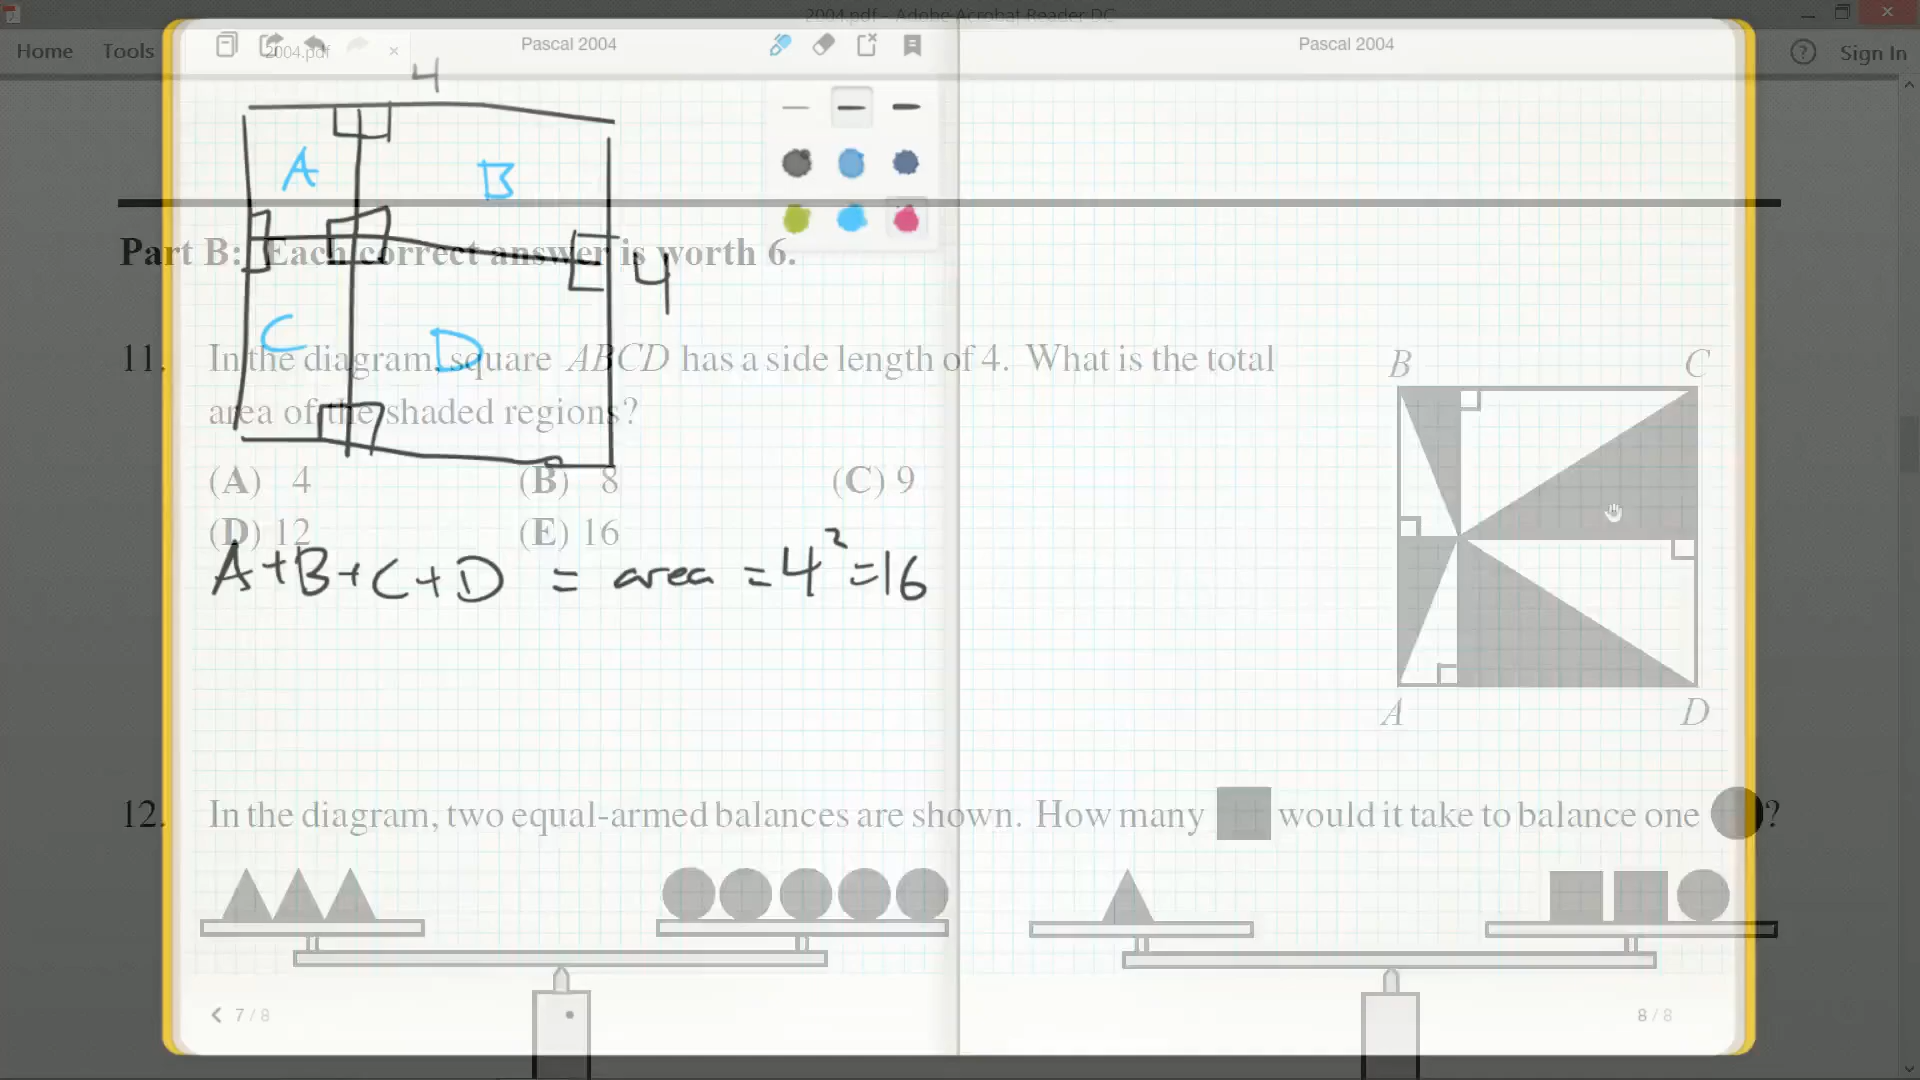 2004.pdf - Adobe Acrobat Reader DC
Home Tools 2004.pdf × Sign In
Pascal 2004
Pascal 2004
4
A B
4
C D
Part B: Each correct answer is worth 6.
11. In the diagram, square ABCD has a side length of 4. What is the total
area of the shaded regions?
(A) 4 (B) 8 (C) 9
(D) 12 (E) 16
B C
A D
A+B+C+D = area = 4² = 16
12. In the diagram, two equal-armed balances are shown. How many would it take to balance one ?
7 / 8
8 / 8